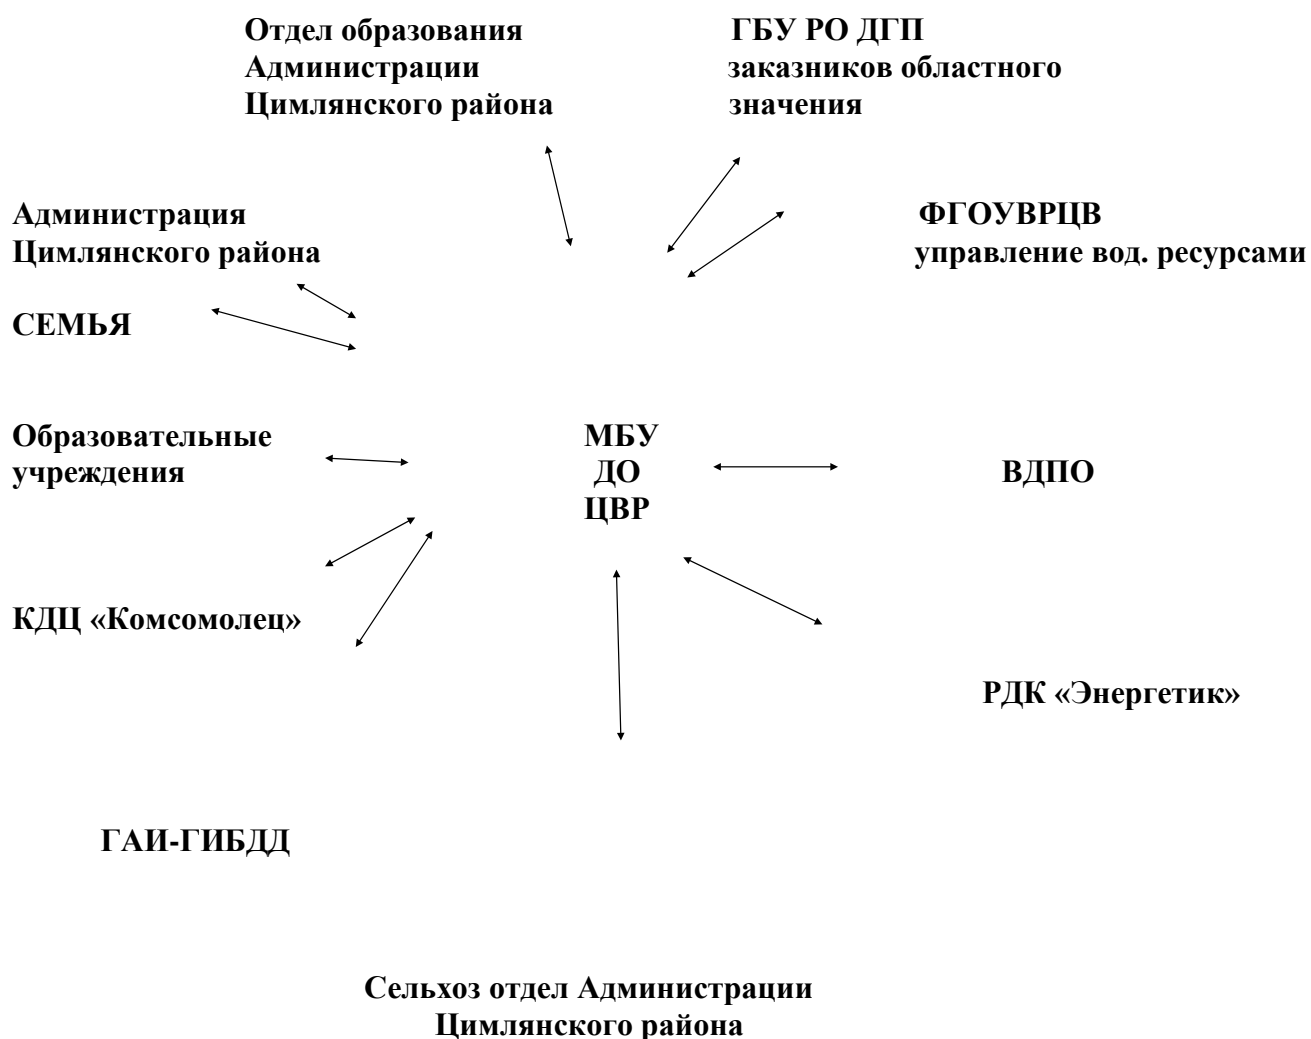 Отдел образования
Администрации
Цимлянского района
ГБУ РО ДГП
заказников областного
значения
Администрация
Цимлянского района
ФГОУВРЦВ
управление вод. ресурсами
СЕМЬЯ
Образовательные
учреждения
МБУ
ДО
ЦВР
ВДПО
КДЦ «Комсомолец»
РДК «Энергетик»
ГАИ-ГИБДД
Сельхоз отдел Администрации
Цимлянского района